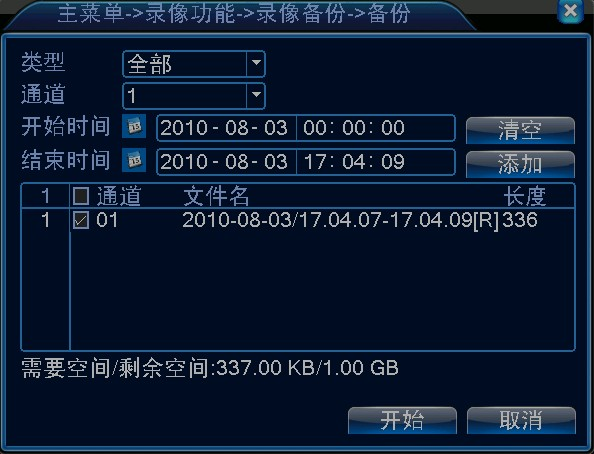 主菜单->录像功能->录像备份->备份
类型 全部
通道 1
开始时间 2010-08-03 00:00:00 清空
结束时间 2010-08-03 17:04:09 添加
1 通道 文件名 长度
1 01 2010-08-03/17.04.07-17.04.09[R] 336
需要空间/剩余空间:337.00 KB/1.00 GB
开始 取消